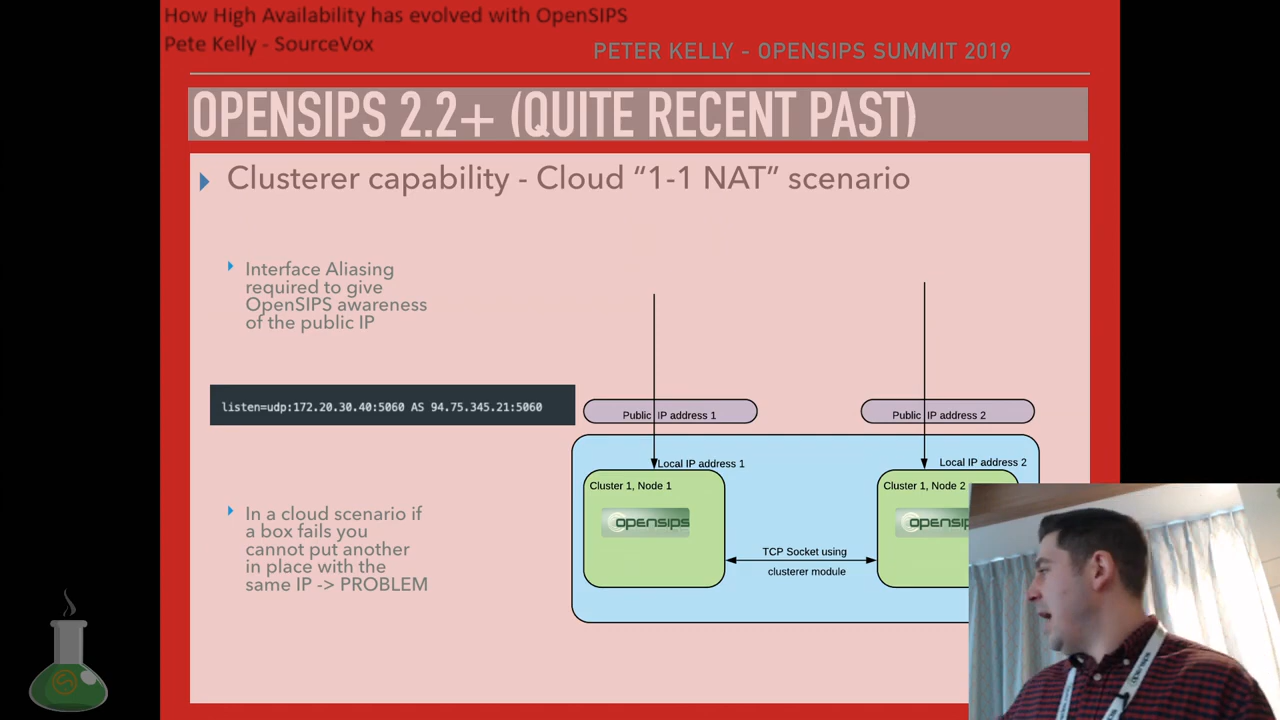 How High Availability has evolved with OpenSIPS
Pete Kelly - SourceVox
PETER KELLY - OPENSIPS SUMMIT 2019
OPENSIPS 2.2+ (QUITE RECENT PAST)
Clusterer capability - Cloud “1-1 NAT” scenario
Interface Aliasing
required to give
OpenSIPS awareness
of the public IP
listen=udp:172.20.30.40:5060 AS 94.75.345.21:5060
Public IP address 1
Public IP address 2
Local IP address 1
Local IP address 2
Cluster 1, Node 1
Cluster 1, Node 2
opensips
opensip
TCP Socket using
clusterer module
In a cloud scenario if
a box fails you
cannot put another
in place with the
same IP -> PROBLEM